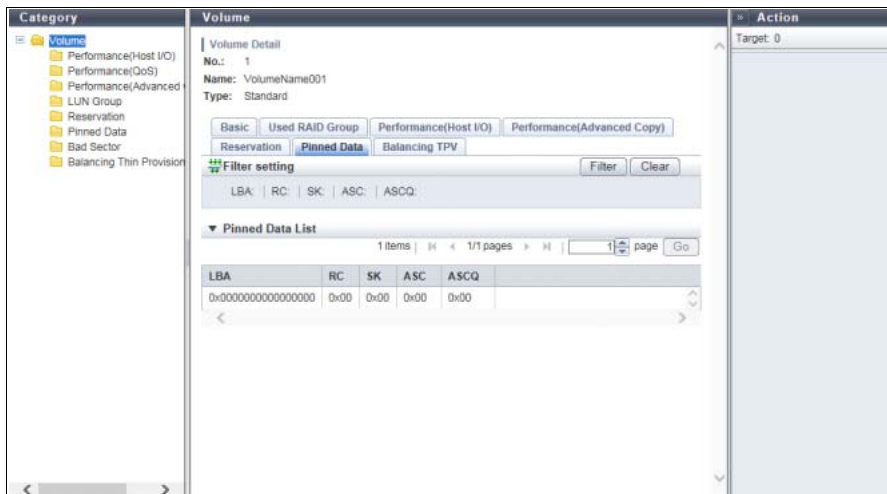 Category
Volume
Performance(Host I/O)
Performance(QoS)
Performance(Advanced
LUN Group
Reservation
Pinned Data
Bad Sector
Balancing Thin Provision
Volume
Volume Detail
No.: 1
Name: VolumeName001
Type: Standard
Basic Used RAID Group Performance(Host I/O) Performance(Advanced Copy)
Reservation Pinned Data Balancing TPV
Filter setting Filter Clear
LBA: | RC: | SK: | ASC: | ASCQ:
▼ Pinned Data List
1 items | 1/1 pages | 1 page Go
LBA RC SK ASC ASCQ
0x0000000000000000 0x00 0x00 0x00 0x00
» Action
Target: 0